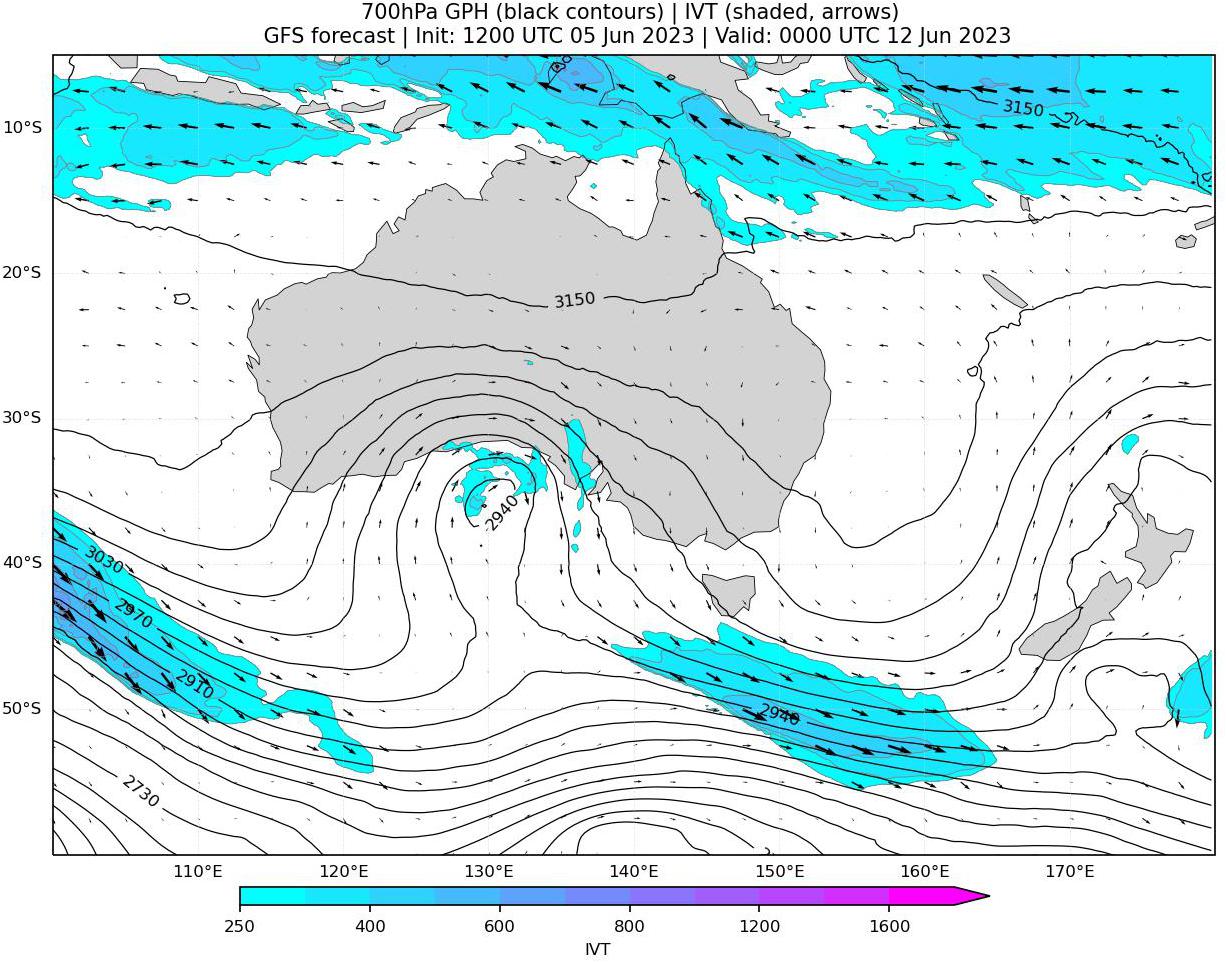 700hPa GPH (black contours) | IVT (shaded, arrows)
GFS forecast | Init: 1200 UTC 05 Jun 2023 | Valid: 0000 UTC 12 Jun 2023
3150
10°S
20°S
3150
30°S
2940
3030
40°S
2970
2910
50°S
2940
2730
110°E 120°E 130°E 140°E 150°E 160°E 170°E
250 400 600 800 1200 1600
IVT